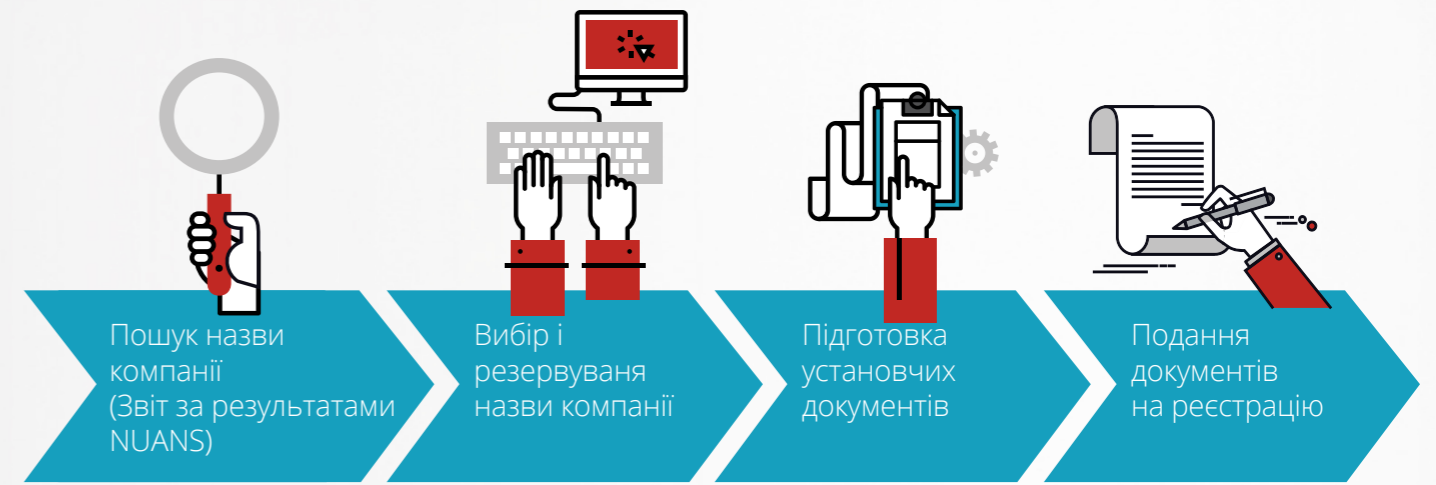 Пошук назви
компанії
(Звіт за результатами
NUANS)
Вибір і
резервуваня
назви компанії
Підготовка
установчих
документів
Подання
документів
на реєстрацію